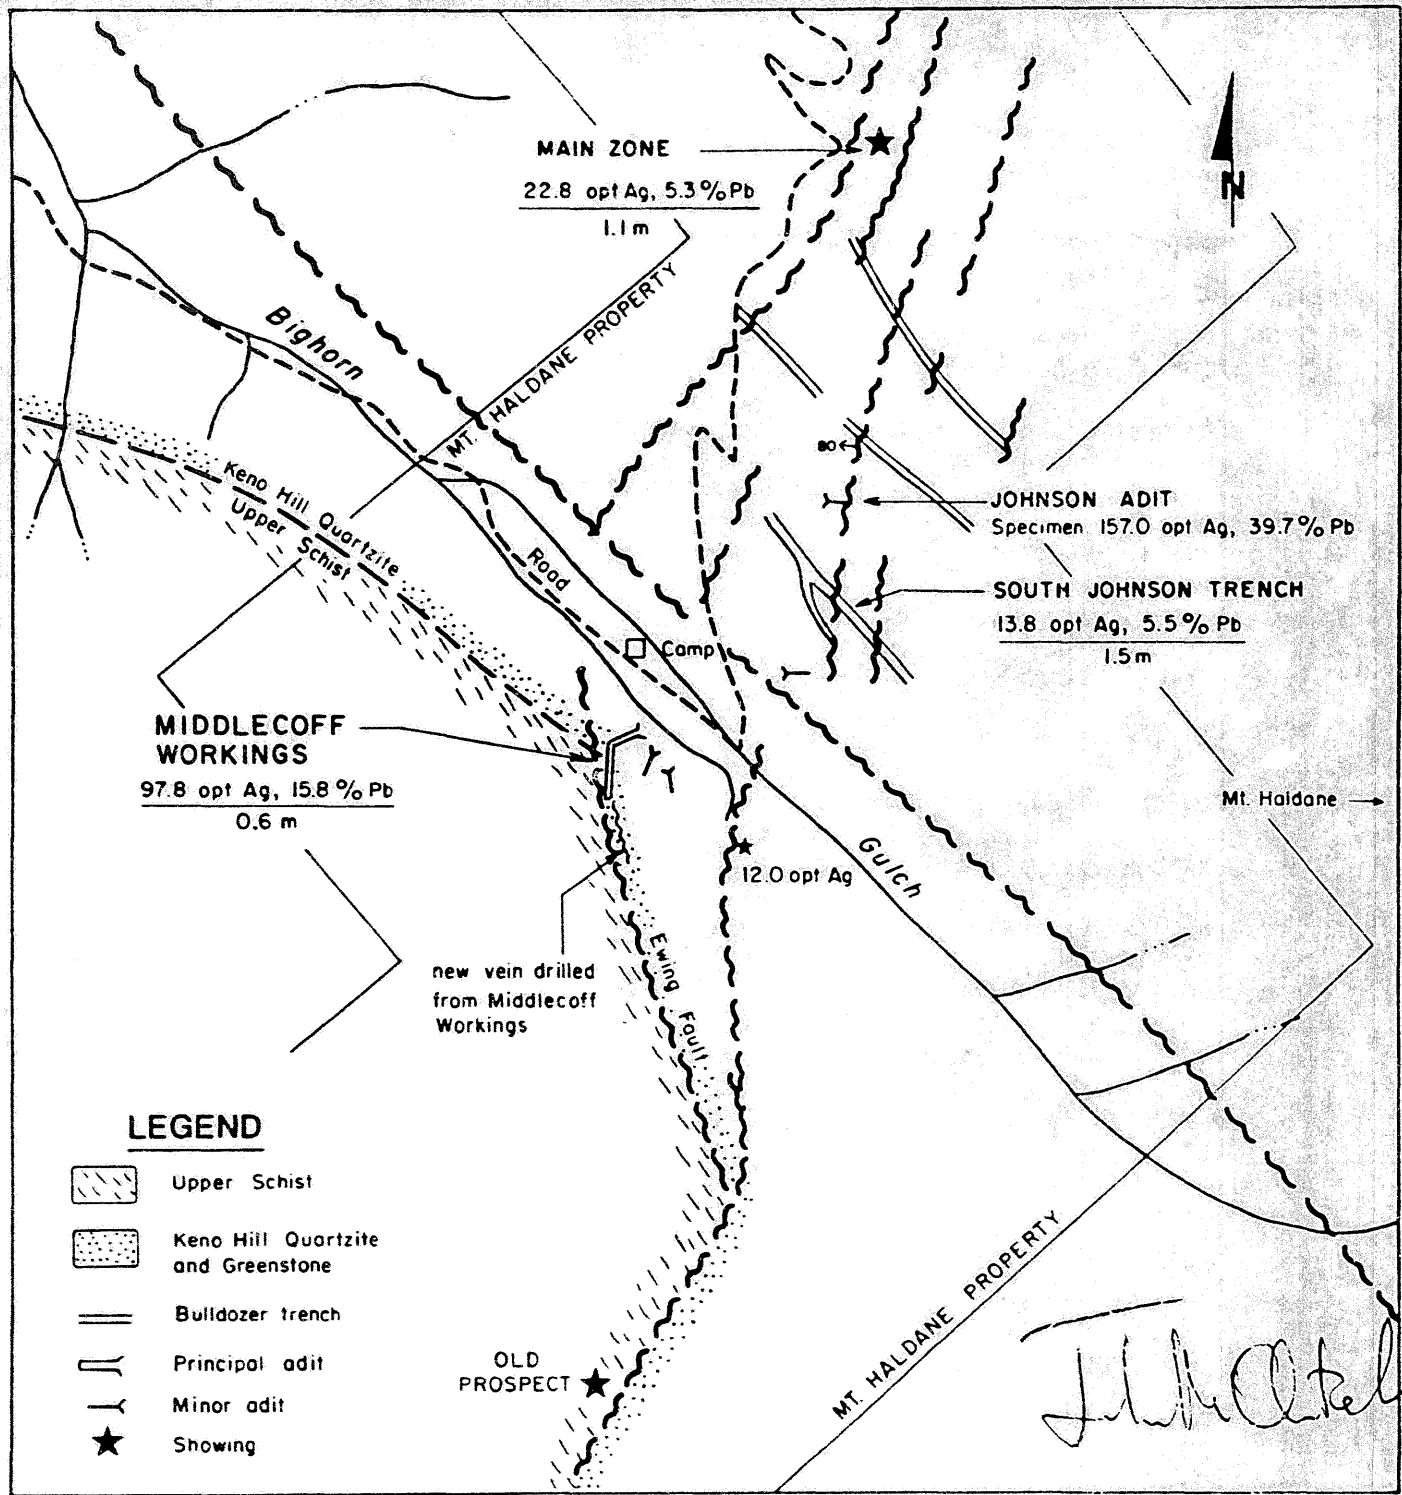 MAIN ZONE
22.8 opt Ag, 5.3% Pb
1.1 m
N
Bighorn
MT. HALDANE PROPERTY
Keno Hill Quartzite
Upper Schist
80
JOHNSON ADIT
Specimen 157.0 opt Ag, 39.7% Pb
Road
SOUTH JOHNSON TRENCH
13.8 opt Ag, 5.5% Pb
1.5 m
Camp
MIDDLECOFF
WORKINGS
97.8 opt Ag, 15.8% Pb
0.6 m
Mt. Haldane
Gulch
12.0 opt Ag
new vein drilled
from Middlecoff
Workings
Ewing Fault
LEGEND
Upper Schist
Keno Hill Quartzite
and Greenstone
Bulldozer trench
Principal adit
Minor adit
Showing
OLD
PROSPECT
MT. HALDANE PROPERTY